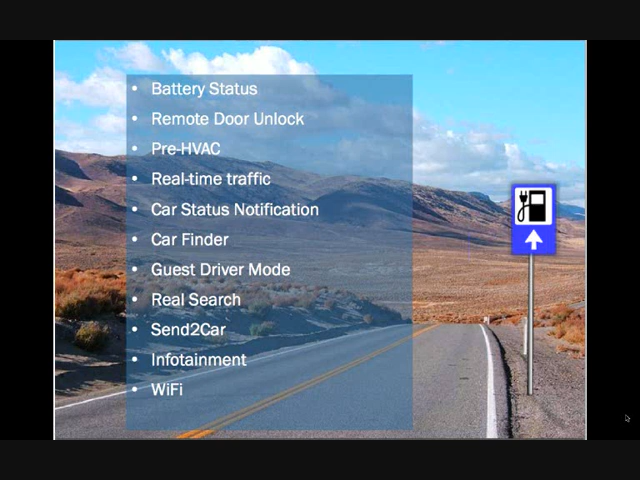 • Battery Status
• Remote Door Unlock
• Pre-HVAC
• Real-time traffic
• Car Status Notification
• Car Finder
• Guest Driver Mode
• Real Search
• Send2Car
• Infotainment
• WiFi